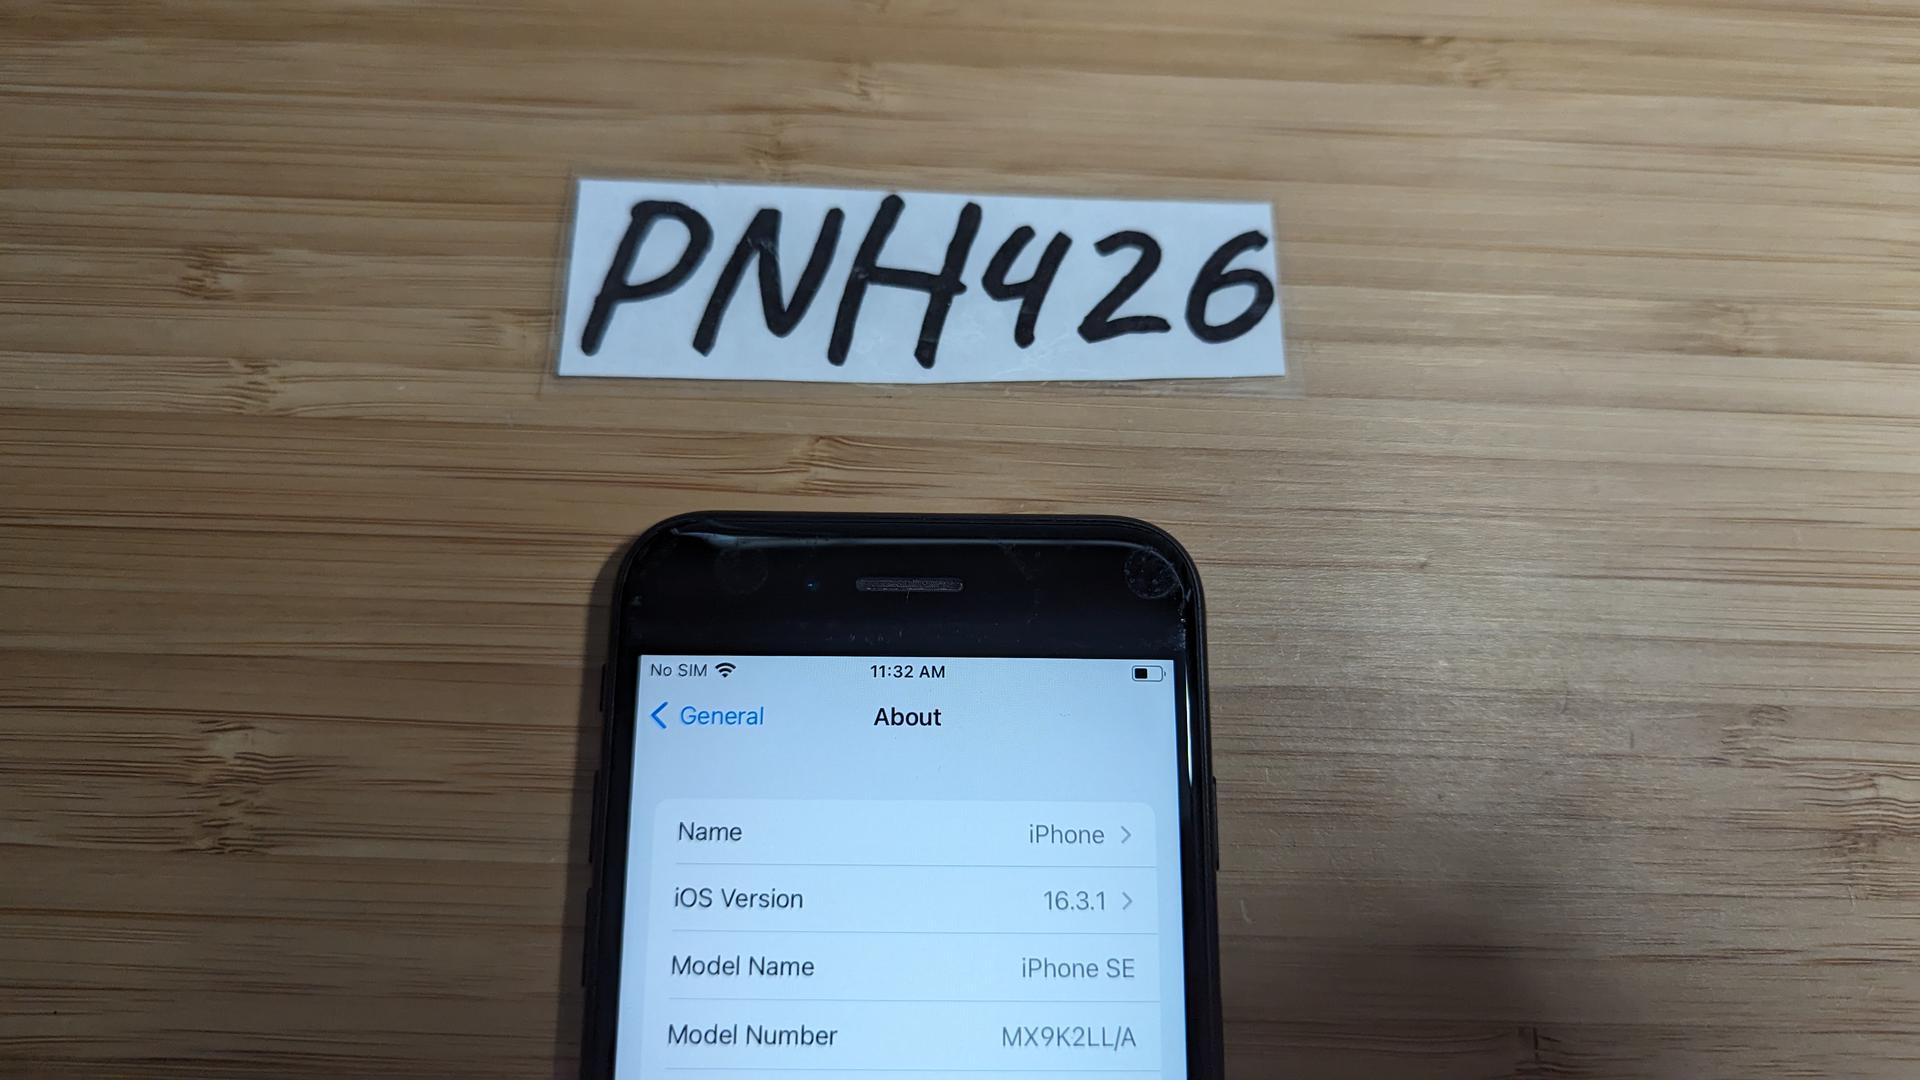 PNH426
No SIM 11:32 AM
General About
Name iPhone
iOS Version 16.3.1
Model Name iPhone SE
Model Number MX9K2LL/A